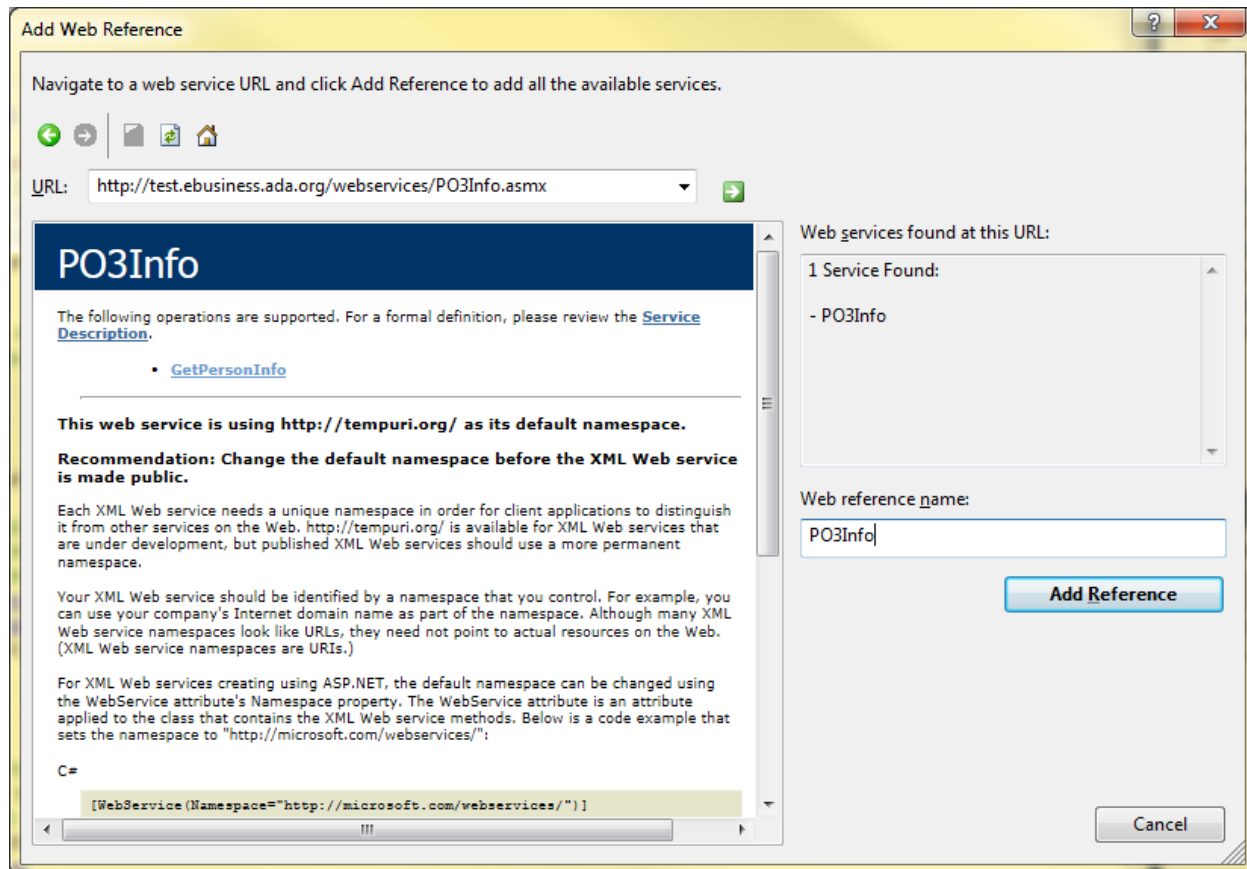 Add Web Reference
Navigate to a web service URL and click Add Reference to add all the available services.
URL: http://test.ebusiness.ada.org/webservices/PO3Info.asmx
PO3Info
The following operations are supported. For a formal definition, please review the Service
Description.
• GetPersonInfo
This web service is using http://tempuri.org/ as its default namespace.
Recommendation: Change the default namespace before the XML Web service
is made public.
Each XML Web service needs a unique namespace in order for client applications to distinguish
it from other services on the Web. http://tempuri.org/ is available for XML Web services that
are under development, but published XML Web services should use a more permanent
namespace.
Your XML Web service should be identified by a namespace that you control. For example, you
can use your company's Internet domain name as part of the namespace. Although many XML
Web service namespaces look like URLs, they need not point to actual resources on the Web.
(XML Web service namespaces are URIs.)
For XML Web services creating using ASP.NET, the default namespace can be changed using
the WebService attribute's Namespace property. The WebService attribute is an attribute
applied to the class that contains the XML Web service methods. Below is a code example that
sets the namespace to "http://microsoft.com/webservices/":
C#
[WebService(Namespace="http://microsoft.com/webservices/")]
Web services found at this URL:
1 Service Found:
- PO3Info
Web reference name:
PO3Info
Add Reference
Cancel